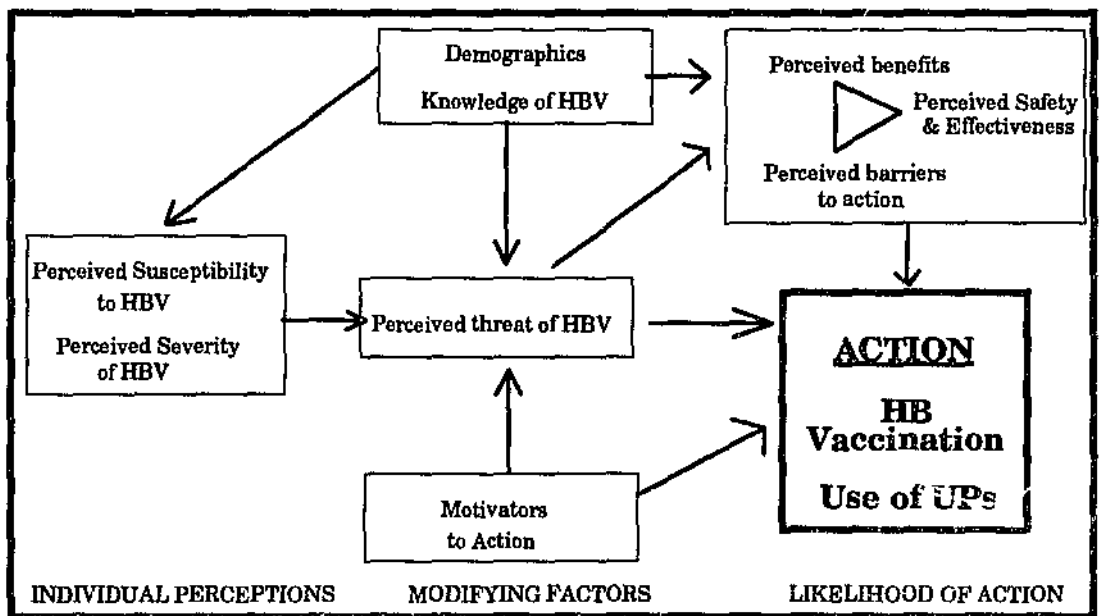 Demographics
Knowledge of HBV
Perceived benefits
Perceived Safety
& Effectiveness
Perceived barriers
to action
Perceived Susceptibility
to HBV
Perceived Severity
of HBV
Perceived threat of HBV
ACTION
HB
Vaccination
Use of UPs
Motivators
to Action
INDIVIDUAL PERCEPTIONS
MODIFYING FACTORS
LIKELIHOOD OF ACTION